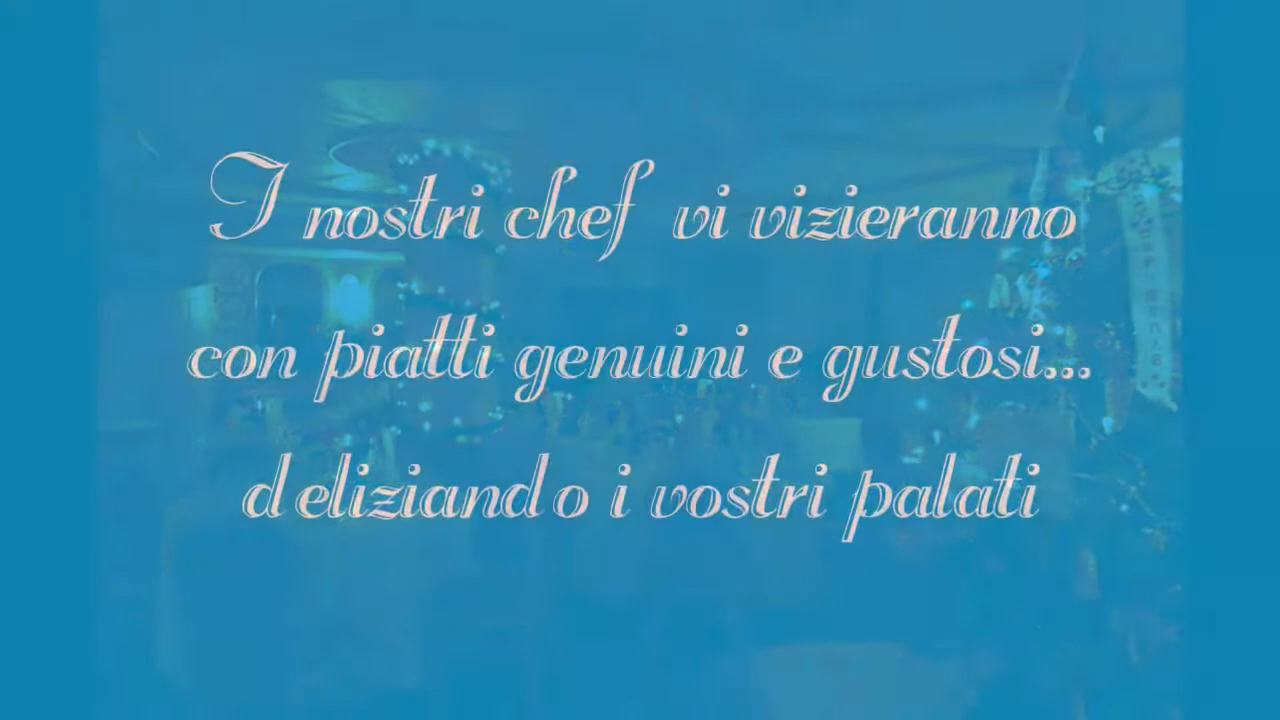 I nostri chef vi vizieranno
con piatti genuini e gustosi...
deliziando i vostri palati